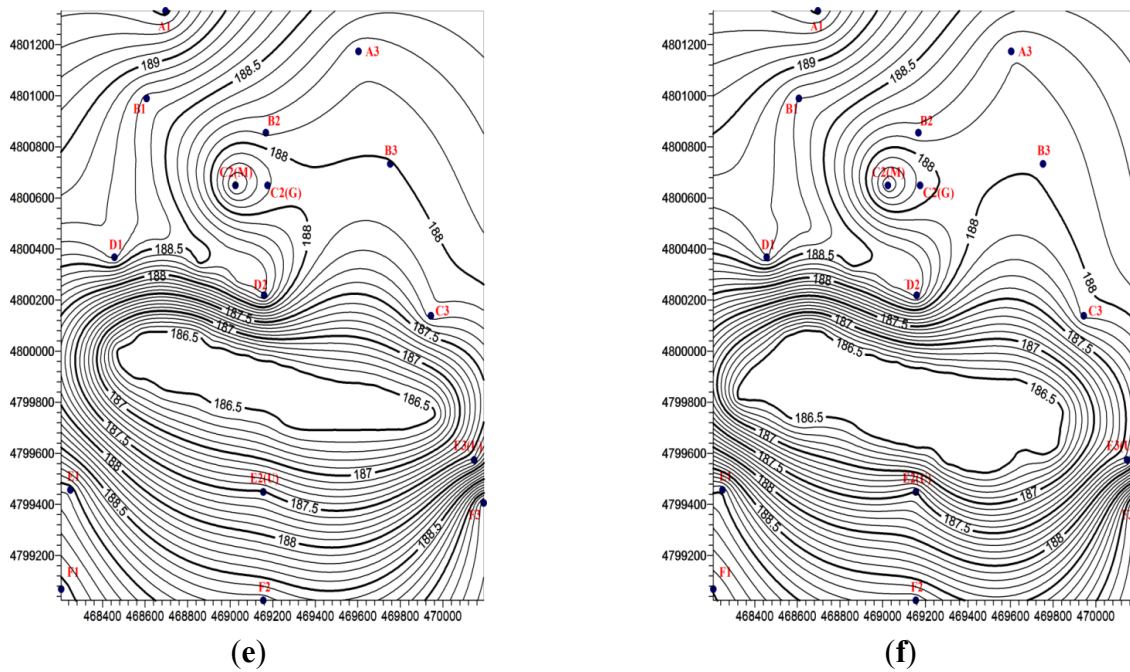 A1
4801200
188.5
A3
189
4801000
B1
B2
4800800
188
B3
C2(M)
4800600
C2(G)
188
188
4800400
D1
188.5
188
D2
4800200
187
C3
187.5
186.5
4800000
187
186.5
4799800
187
186.5
187.5
4799600
E3(U)
188
187
E1
E2(U)
4799400
187.5
188.5
188
188.5
4799200
F1
F2
468400 468600 468800 469000 469200 469400 469600 469800 470000
(e)
A1
4801200
188.5
A3
189
4801000
B1
B2
4800800
188
B3
C2(M)
4800600
C2(G)
188
4800400
D1
188.5
188
188
D2
4800200
187
187.5
C3
187.5
4800000
186.5
187
186.5
4799800
187
186.5
187.5
4799600
188
187
E1
E2(U)
4799400
187.5
188.5
188
188.5
4799200
F1
F2
468400 468600 468800 469000 469200 469400 469600 469800 470000
(f)